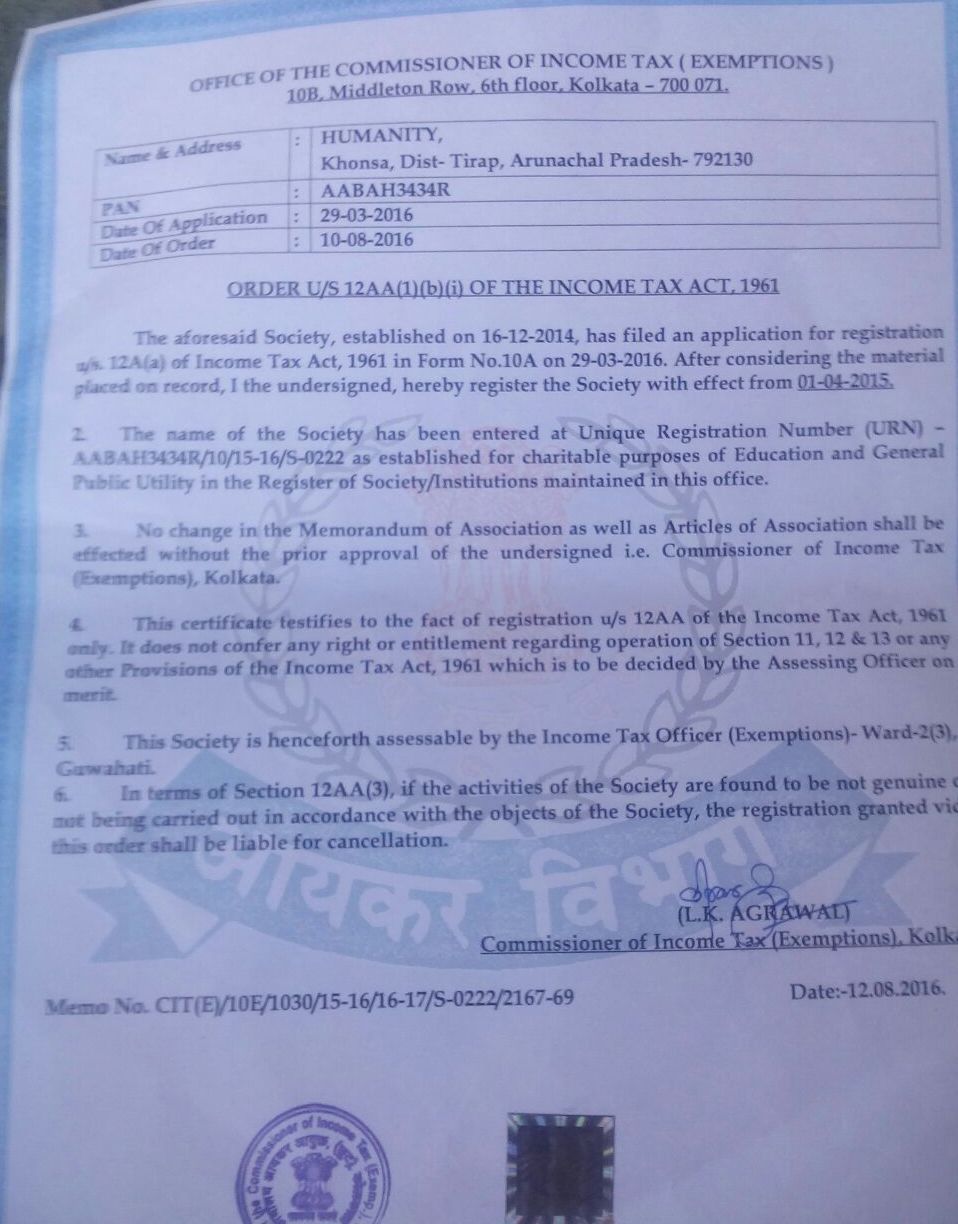 OFFICE OF THE COMMISSIONER OF INCOME TAX ( EXEMPTIONS )
10B, Middleton Row, 6th floor, Kolkata – 700 071.
Name & Address : HUMANITY,
Khonsa, Dist- Tirap, Arunachal Pradesh- 792130
PAN : AABAH3434R
Date Of Application : 29-03-2016
Date Of Order : 10-08-2016
ORDER U/S 12AA(1)(b)(i) OF THE INCOME TAX ACT, 1961
The aforesaid Society, established on 16-12-2014, has filed an application for registration
u/s. 12A(a) of Income Tax Act, 1961 in Form No.10A on 29-03-2016. After considering the material
placed on record, I the undersigned, hereby register the Society with effect from 01-04-2015.
2. The name of the Society has been entered at Unique Registration Number (URN) –
AABAH3434R/10/15-16/S-0222 as established for charitable purposes of Education and General
Public Utility in the Register of Society/Institutions maintained in this office.
3. No change in the Memorandum of Association as well as Articles of Association shall be
effected without the prior approval of the undersigned i.e. Commissioner of Income Tax
(Exemptions), Kolkata.
4. This certificate testifies to the fact of registration u/s 12AA of the Income Tax Act, 1961
only. It does not confer any right or entitlement regarding operation of Section 11, 12 & 13 or any
other Provisions of the Income Tax Act, 1961 which is to be decided by the Assessing Officer on
merit.
5. This Society is henceforth assessable by the Income Tax Officer (Exemptions)- Ward-2(3),
Guwahati.
6. In terms of Section 12AA(3), if the activities of the Society are found to be not genuine
not being carried out in accordance with the objects of the Society, the registration granted
this order shall be liable for cancellation.
आयकर विभाग
(L.K. AGRAWAL)
Commissioner of Income Tax (Exemptions), Kolka
Memo No. CIT(E)/10E/1030/15-16/16-17/S-0222/2167-69
Date:-12.08.2016.
the Commissioner of Income Tax (Exemp.)